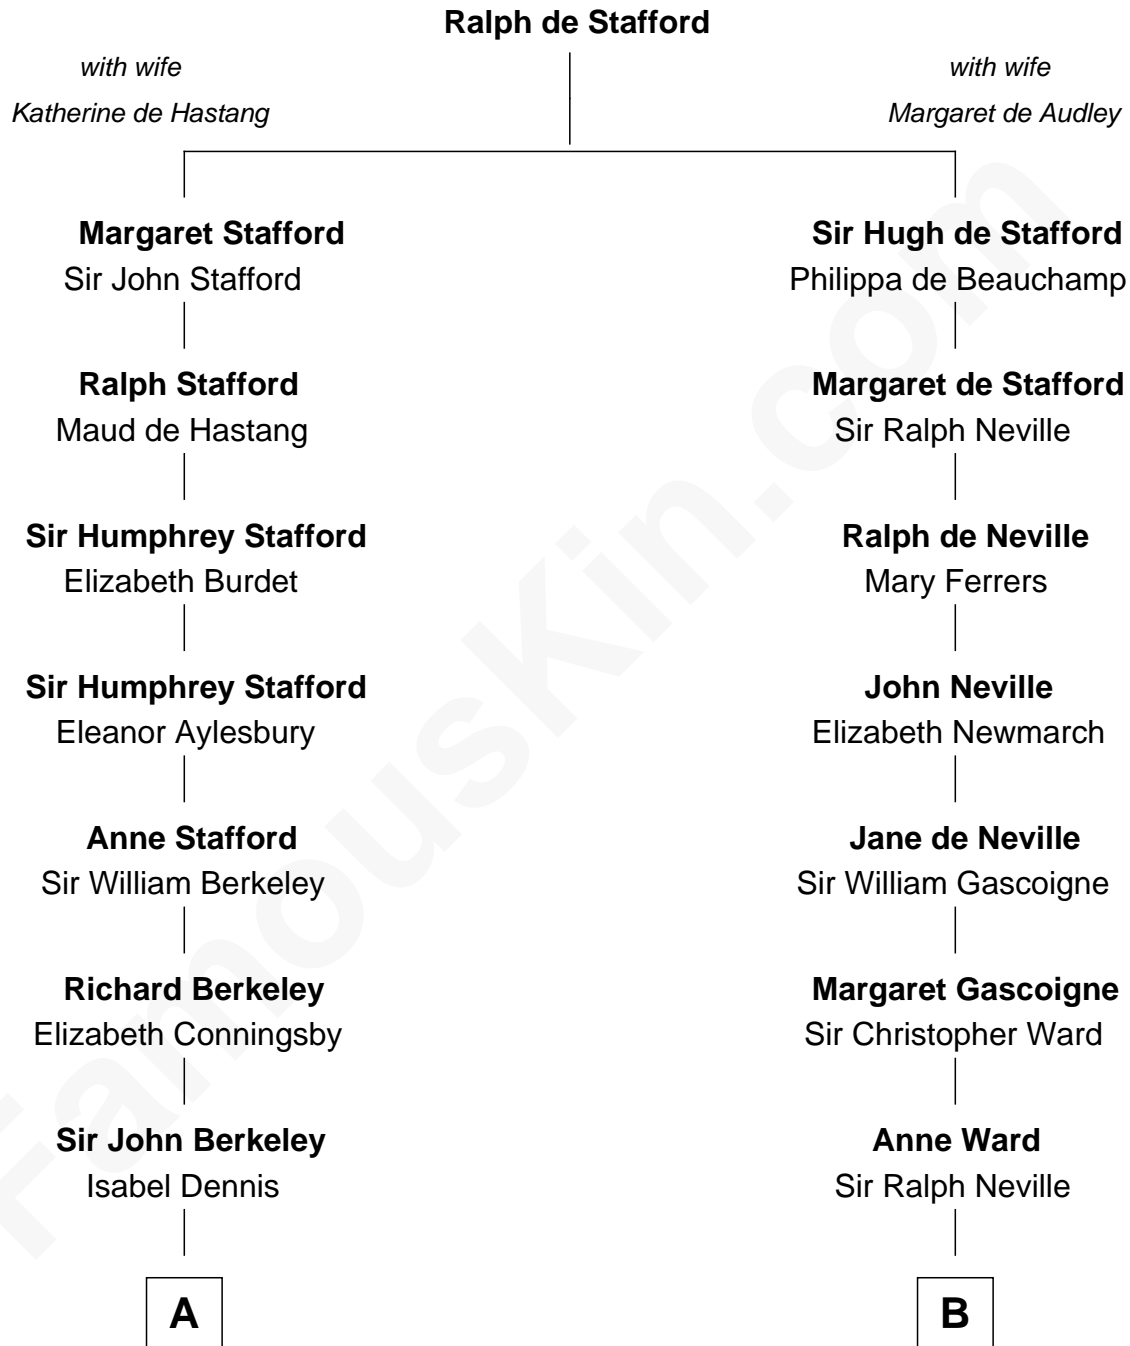 Ralph de Stafford
with wife
Katherine de Hastang
with wife
Margaret de Audley
Margaret Stafford
Sir John Stafford
Sir Hugh de Stafford
Philippa de Beauchamp
Ralph Stafford
Maud de Hastang
Margaret de Stafford
Sir Ralph Neville
Sir Humphrey Stafford
Elizabeth Burdet
Ralph de Neville
Mary Ferrers
Sir Humphrey Stafford
Eleanor Aylesbury
John Neville
Elizabeth Newmarch
Anne Stafford
Sir William Berkeley
Jane de Neville
Sir William Gascoigne
Richard Berkeley
Elizabeth Conningsby
Margaret Gascoigne
Sir Christopher Ward
Sir John Berkeley
Isabel Dennis
Anne Ward
Sir Ralph Neville
A
B
FamousKin.com